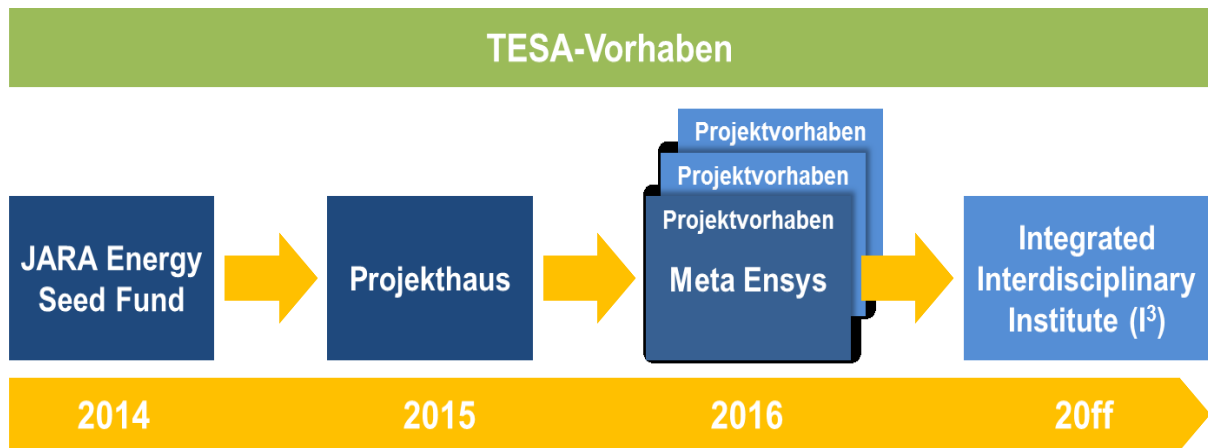 TESA-Vorhaben
Projektvorhaben
Projektvorhaben
Projektvorhaben
JARA Energy
Seed Fund
Projekthaus
Meta Ensys
Integrated
Interdisciplinary
Institute (I³)
2014
2015
2016
20ff